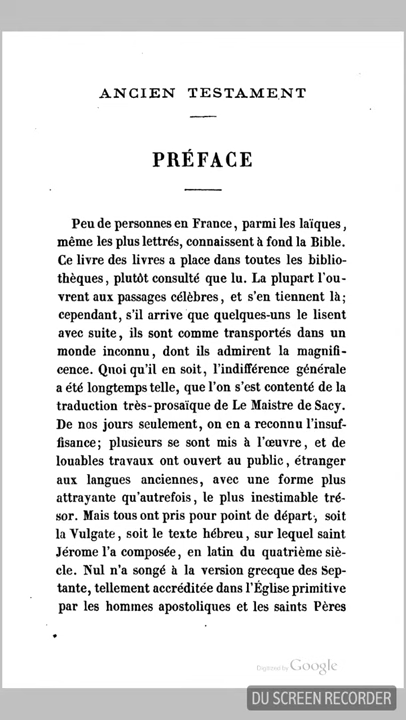 ANCIEN TESTAMENT
PRÉFACE
Peu de personnes en France, parmi les laïques,
même les plus lettrés, connaissent à fond la Bible.
Ce livre des livres a place dans toutes les biblio-
thèques, plutôt consulté que lu. La plupart l'ou-
vrent aux passages célèbres, et s'en tiennent là;
cependant, s'il arrive que quelques-uns le lisent
avec suite, ils sont comme transportés dans un
monde inconnu, dont ils admirent la magnifi-
cence. Quoi qu'il en soit, l'indifférence générale
a été longtemps telle, que l'on s'est contenté de la
traduction très-prosaïque de Le Maistre de Sacy.
De nos jours seulement, on en a reconnu l'insuf-
fisance; plusieurs se sont mis à l'œuvre, et de
louables travaux ont ouvert au public, étranger
aux langues anciennes, avec une forme plus
attrayante qu'autrefois, le plus inestimable tré-
sor. Mais tous ont pris pour point de départ, soit
la Vulgate, soit le texte hébreu, sur lequel saint
Jérome l'a composée, en latin du quatrième siè-
cle. Nul n'a songé à la version grecque des Sep-
tante, tellement accréditée dans l'Église primitive
par les hommes apostoliques et les saints Pères
Digitized by Google
DU SCREEN RECORDER